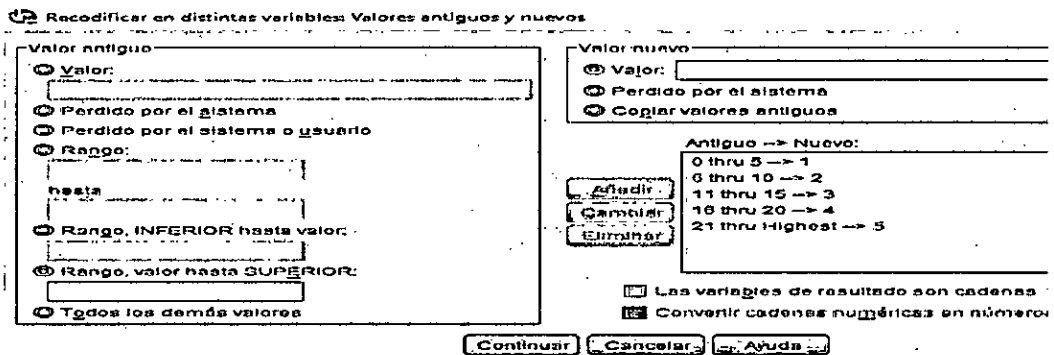 Recodificar en distintas variables: Valores antiguos y nuevos
Valor antiguo
Valor:
Perdido por el sistema
Perdido por el sistema o usuario
Rango:
hasta
Rango, INFERIOR hasta valor:
Rango, valor hasta SUPERIOR:
Todos los demás valores
Valor nuevo
Valor:
Perdido por el sistema
Copiar valores antiguos
Antiguo --> Nuevo:
0 thru 5 --> 1
6 thru 10 --> 2
11 thru 15 --> 3
16 thru 20 --> 4
21 thru Highest --> 5
Añadir
Cambiar
Eliminar
Las variables de resultado son cadenas
Convertir cadenas numéricas en números
Continuar
Cancelar
Ayuda